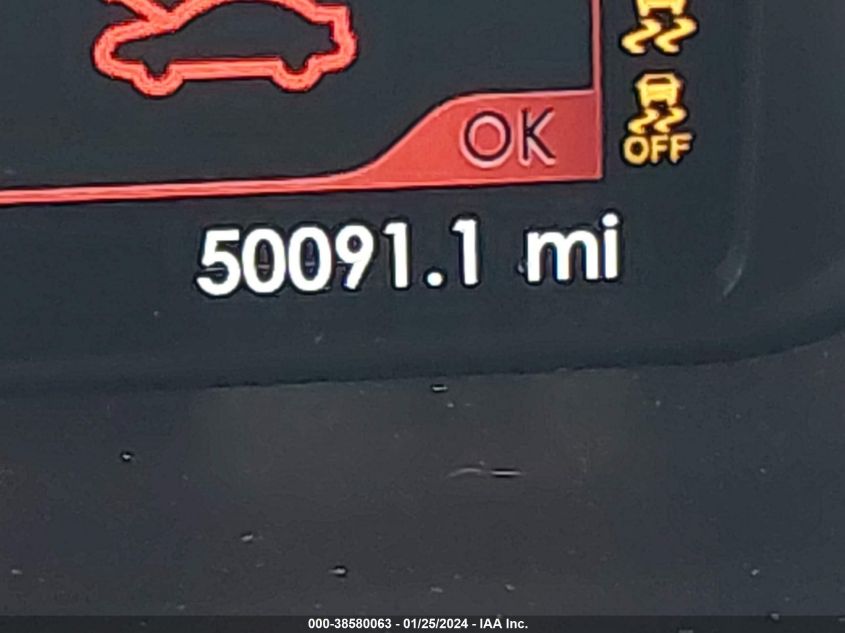 OK
OFF
50091.1 mi
000-38580063 - 01/25/2024 - IAA Inc.